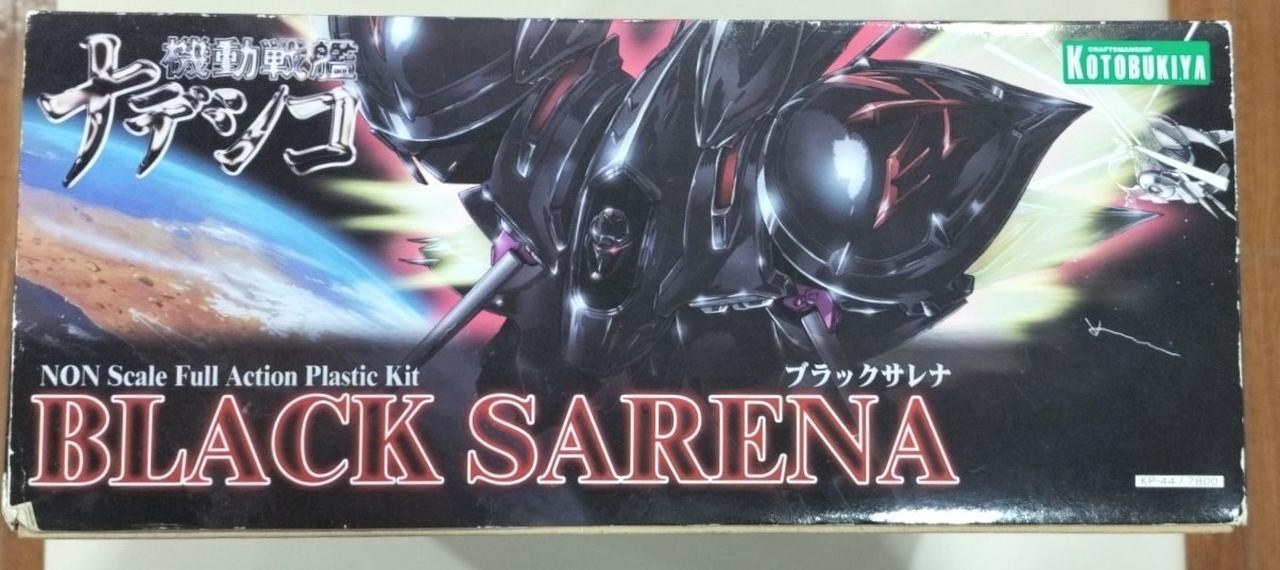 機動戦艦
ナデシコ
CRAFTSMANSHIP
KOTOBUKIYA
NON Scale Full Action Plastic Kit
ブラックサレナ
BLACK SARENA
KP-44 / 7800